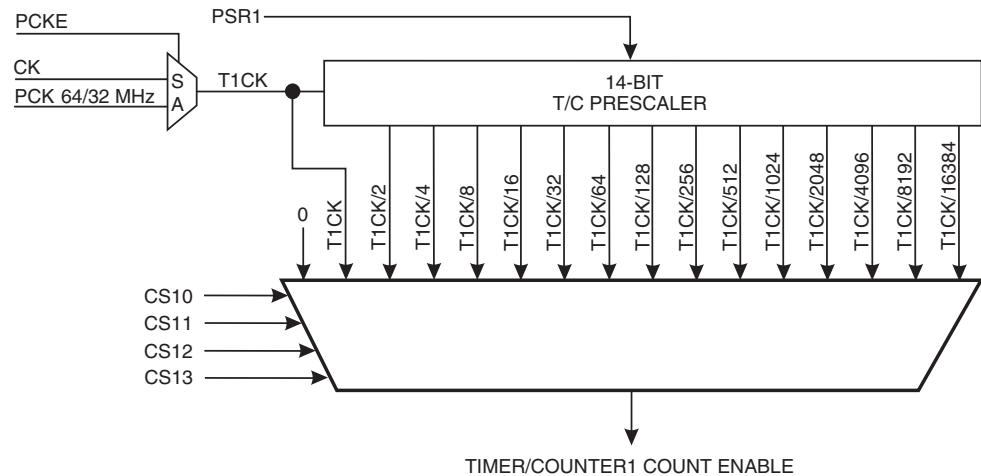 PSR1
PCKE
CK
PCK 64/32 MHz
S
A
T1CK
14-BIT
T/C PRESCALER
0
T1CK
T1CK/2
T1CK/4
T1CK/8
T1CK/16
T1CK/32
T1CK/64
T1CK/128
T1CK/256
T1CK/512
T1CK/1024
T1CK/2048
T1CK/4096
T1CK/8192
T1CK/16384
CS10
CS11
CS12
CS13
TIMER/COUNTER1 COUNT ENABLE